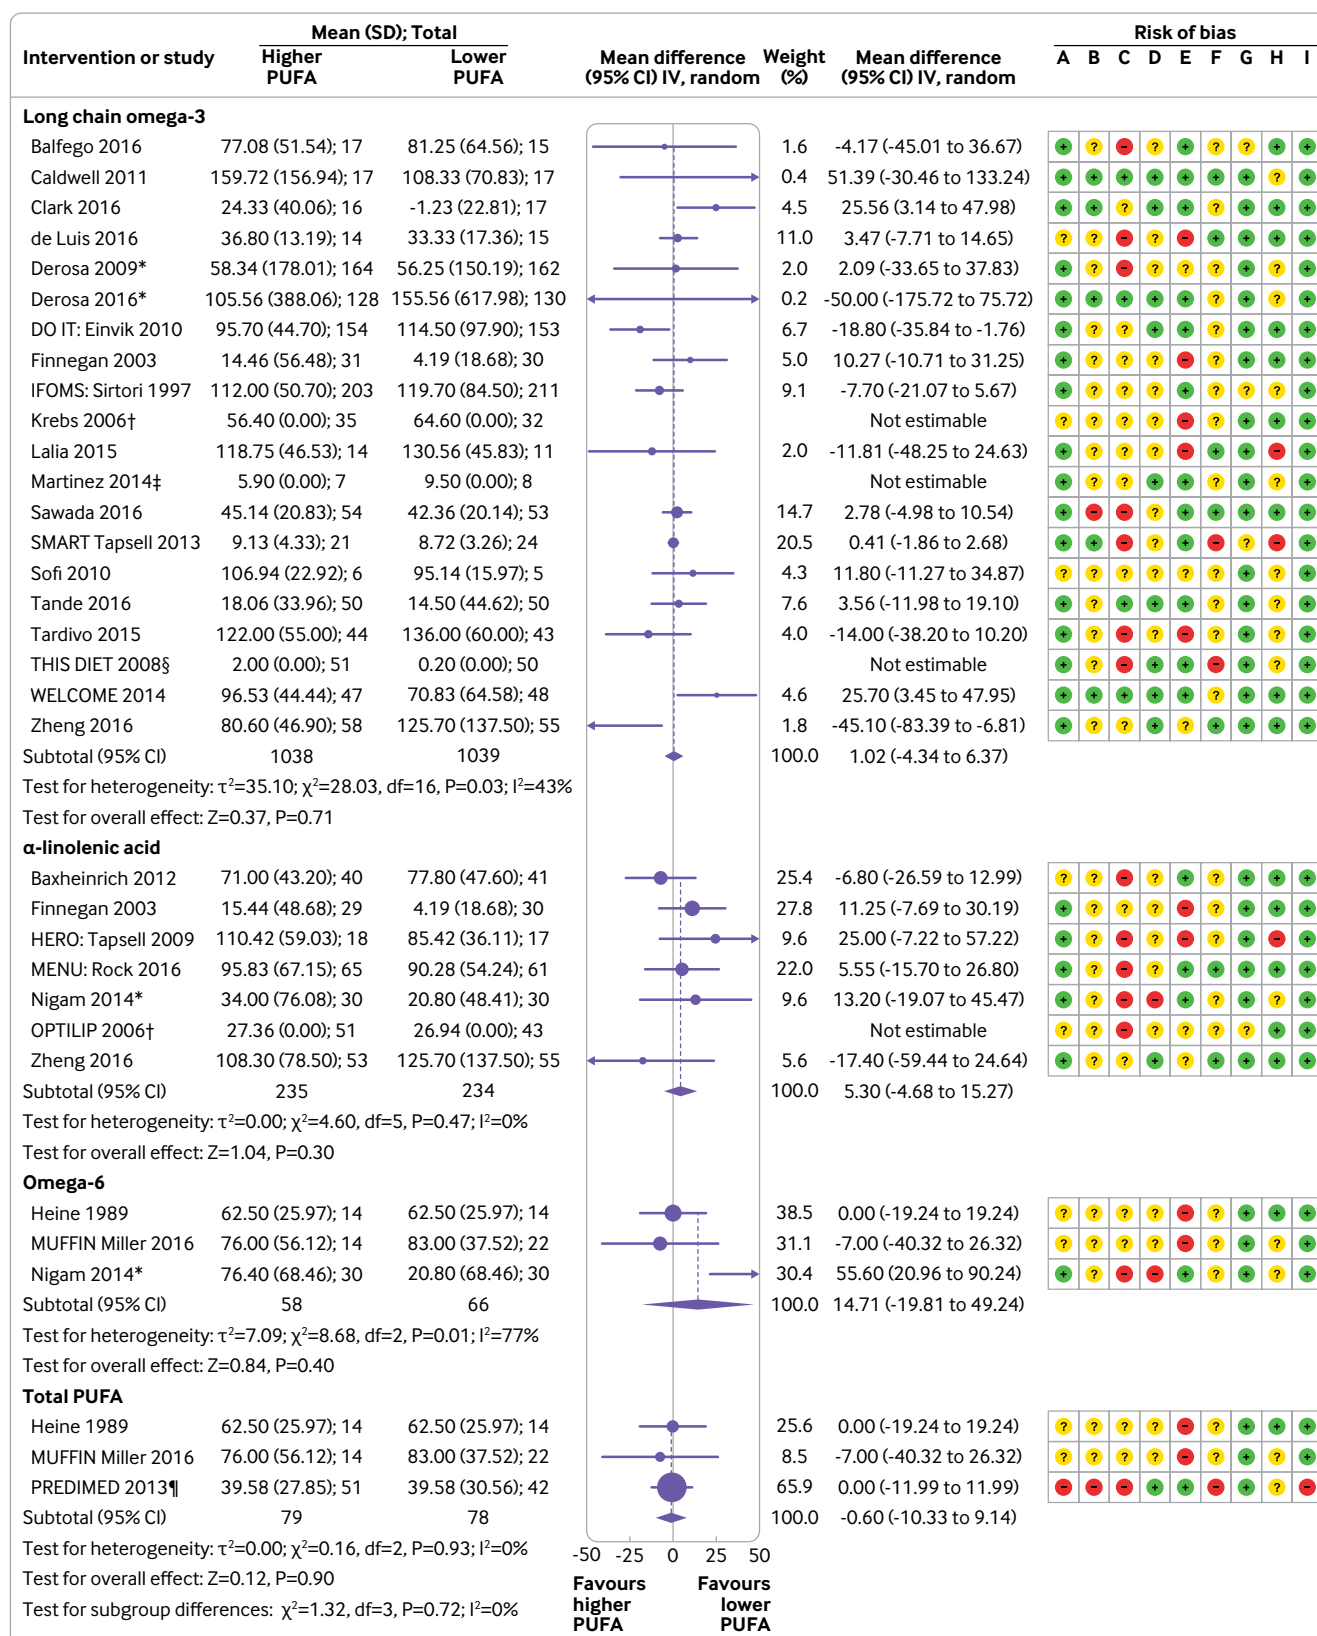 Intervention or study Mean (SD); Total Mean difference (95% CI) IV, random Weight (%) Mean difference (95% CI) IV, random Risk of bias
Higher PUFA Lower PUFA A B C D E F G H I
Long chain omega-3
Balfego 2016 77.08 (51.54); 17 81.25 (64.56); 15 1.6 -4.17 (-45.01 to 36.67) + ? - ? + ? ? + +
Caldwell 2011 159.72 (156.94); 17 108.33 (70.83); 17 0.4 51.39 (-30.46 to 133.24) + + + + + + + ? +
Clark 2016 24.33 (40.06); 16 -1.23 (22.81); 17 4.5 25.56 (3.14 to 47.98) + + ? + + ? + + +
de Luis 2016 36.80 (13.19); 14 33.33 (17.36); 15 11.0 3.47 (-7.71 to 14.65) ? ? - ? - + + + +
Derosa 2009* 58.34 (178.01); 164 56.25 (150.19); 162 2.0 2.09 (-33.65 to 37.83) + ? - ? ? ? + ? +
Derosa 2016* 105.56 (388.06); 128 155.56 (617.98); 130 0.2 -50.00 (-175.72 to 75.72) + + + + + ? + ? +
DO IT: Einvik 2010 95.70 (44.70); 154 114.50 (97.90); 153 6.7 -18.80 (-35.84 to -1.76) + ? ? + + ? + + +
Finnegan 2003 14.46 (56.48); 31 4.19 (18.68); 30 5.0 10.27 (-10.71 to 31.25) + ? ? ? - ? + + +
IFOMS: Sirtori 1997 112.00 (50.70); 203 119.70 (84.50); 211 9.1 -7.70 (-21.07 to 5.67) + ? ? ? + ? ? ? +
Krebs 2006† 56.40 (0.00); 35 64.60 (0.00); 32 Not estimable ? ? ? ? - ? + + +
Lalia 2015 118.75 (46.53); 14 130.56 (45.83); 11 2.0 -11.81 (-48.25 to 24.63) + ? ? ? - + + - +
Martinez 2014‡ 5.90 (0.00); 7 9.50 (0.00); 8 Not estimable + ? ? + + ? + ? +
Sawada 2016 45.14 (20.83); 54 42.36 (20.14); 53 14.7 2.78 (-4.98 to 10.54) + - - ? + + + + +
SMART Tapsell 2013 9.13 (4.33); 21 8.72 (3.26); 24 20.5 0.41 (-1.86 to 2.68) + + - ? + - ? - +
Sofi 2010 106.94 (22.92); 6 95.14 (15.97); 5 4.3 11.80 (-11.27 to 34.87) ? ? ? ? ? ? + ? +
Tande 2016 18.06 (33.96); 50 14.50 (44.62); 50 7.6 3.56 (-11.98 to 19.10) + ? + + + ? + ? +
Tardivo 2015 122.00 (55.00); 44 136.00 (60.00); 43 4.0 -14.00 (-38.20 to 10.20) + ? - ? - ? + ? +
THIS DIET 2008§ 2.00 (0.00); 51 0.20 (0.00); 50 Not estimable + ? - + + - + ? +
WELCOME 2014 96.53 (44.44); 47 70.83 (64.58); 48 4.6 25.70 (3.45 to 47.95) + + + + + ? + + +
Zheng 2016 80.60 (46.90); 58 125.70 (137.50); 55 1.8 -45.10 (-83.39 to -6.81) + ? ? + ? + + + +
Subtotal (95% CI) 1038 1039 100.0 1.02 (-4.34 to 6.37)
Test for heterogeneity: τ²=35.10; χ²=28.03, df=16, P=0.03; I²=43%
Test for overall effect: Z=0.37, P=0.71
α-linolenic acid
Baxheinrich 2012 71.00 (43.20); 40 77.80 (47.60); 41 25.4 -6.80 (-26.59 to 12.99) ? ? - ? + ? + + +
Finnegan 2003 15.44 (48.68); 29 4.19 (18.68); 30 27.8 11.25 (-7.69 to 30.19) + ? ? ? - ? + + +
HERO: Tapsell 2009 110.42 (59.03); 18 85.42 (36.11); 17 9.6 25.00 (-7.22 to 57.22) + ? - ? - ? + - +
MENU: Rock 2016 95.83 (67.15); 65 90.28 (54.24); 61 22.0 5.55 (-15.70 to 26.80) + ? - ? + + + + +
Nigam 2014* 34.00 (76.08); 30 20.80 (48.41); 30 9.6 13.20 (-19.07 to 45.47) + ? - - + ? + ? +
OPTILIP 2006† 27.36 (0.00); 51 26.94 (0.00); 43 Not estimable ? ? - ? ? ? ? + +
Zheng 2016 108.30 (78.50); 53 125.70 (137.50); 55 5.6 -17.40 (-59.44 to 24.64) + ? ? + ? + + + +
Subtotal (95% CI) 235 234 100.0 5.30 (-4.68 to 15.27)
Test for heterogeneity: τ²=0.00; χ²=4.60, df=5, P=0.47; I²=0%
Test for overall effect: Z=1.04, P=0.30
Omega-6
Heine 1989 62.50 (25.97); 14 62.50 (25.97); 14 38.5 0.00 (-19.24 to 19.24) ? ? ? ? - ? + + +
MUFFIN Miller 2016 76.00 (56.12); 14 83.00 (37.52); 22 31.1 -7.00 (-40.32 to 26.32) ? ? ? ? - ? + ? +
Nigam 2014* 76.40 (68.46); 30 20.80 (68.46); 30 30.4 55.60 (20.96 to 90.24) + ? - - + ? + ? +
Subtotal (95% CI) 58 66 100.0 14.71 (-19.81 to 49.24)
Test for heterogeneity: τ²=7.09; χ²=8.68, df=2, P=0.01; I²=77%
Test for overall effect: Z=0.84, P=0.40
Total PUFA
Heine 1989 62.50 (25.97); 14 62.50 (25.97); 14 25.6 0.00 (-19.24 to 19.24) ? ? ? ? - ? + + +
MUFFIN Miller 2016 76.00 (56.12); 14 83.00 (37.52); 22 8.5 -7.00 (-40.32 to 26.32) ? ? ? ? - ? + ? +
PREDIMED 2013¶ 39.58 (27.85); 51 39.58 (30.56); 42 65.9 0.00 (-11.99 to 11.99) - - - + + - + ? -
Subtotal (95% CI) 79 78 100.0 -0.60 (-10.33 to 9.14)
Test for heterogeneity: τ²=0.00; χ²=0.16, df=2, P=0.93; I²=0%
Test for overall effect: Z=0.12, P=0.90
Test for subgroup differences: χ²=1.32, df=3, P=0.72; I²=0%
-50 -25 0 25 50
Favours higher PUFA Favours lower PUFA